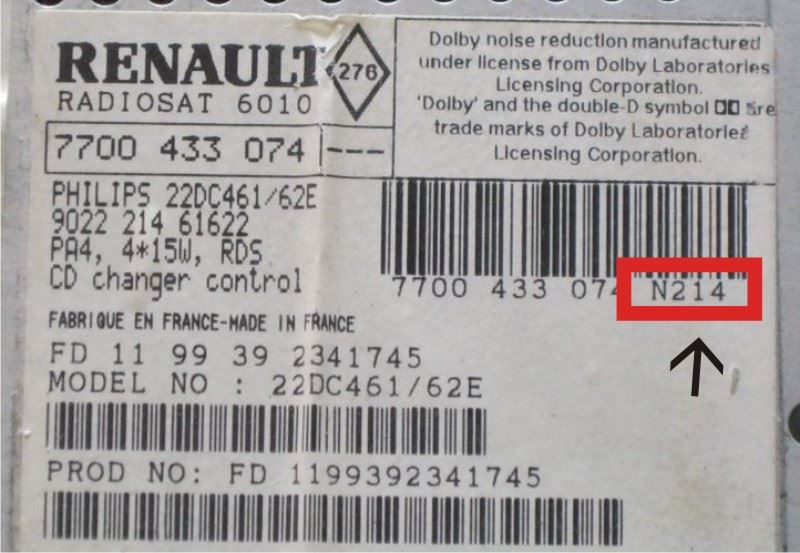 RENAULT
276
RADIOSAT 6010
7700 433 074 ---
Dolby noise reduction manufactured
under license from Dolby Laboratories
Licensing Corporation.
'Dolby' and the double-D symbol are
trade marks of Dolby Laboratories
Licensing Corporation.
PHILIPS 22DC461/62E
9022 214 61622
PA4, 4*15W, RDS
CD changer control
7700 433 074 N214
FABRIQUE EN FRANCE-MADE IN FRANCE
FD 11 99 39 2341745
MODEL NO : 22DC461/62E
PROD NO: FD 1199392341745